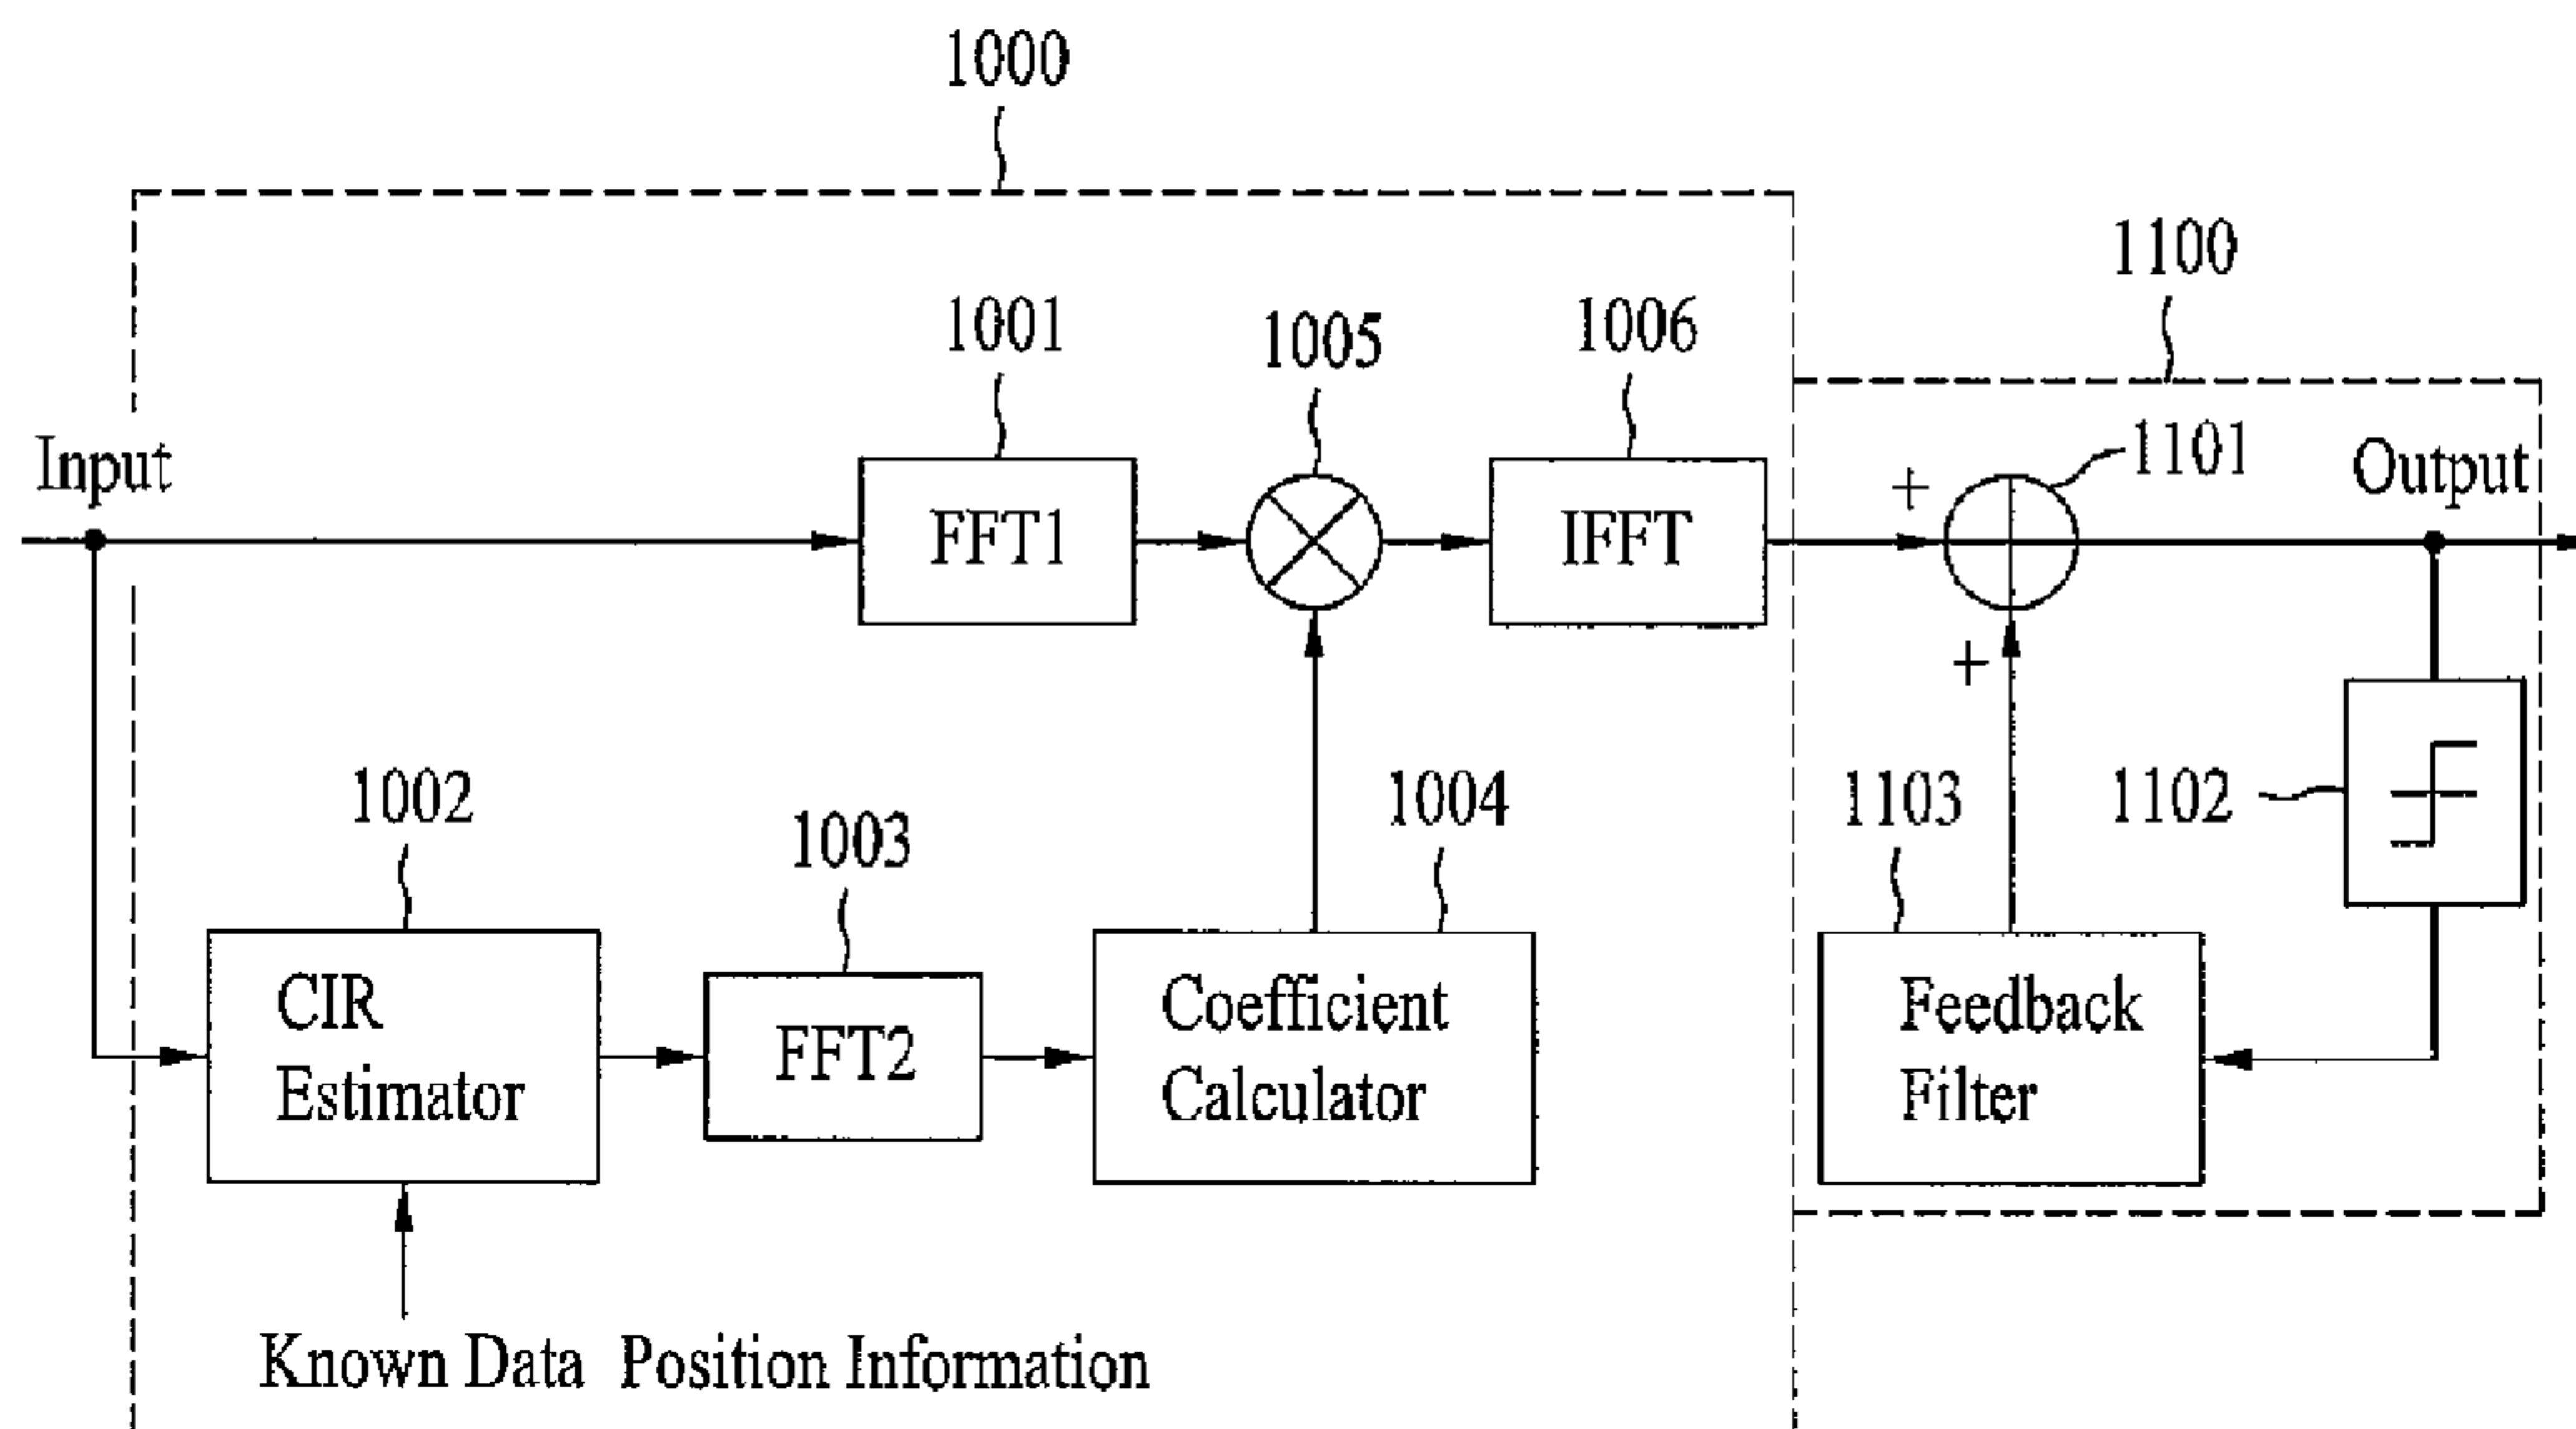 1000
1100
1001
1005
1006
1101
Input
Output
FFT1
IFFT
+
+
1002
1003
1004
1103
1102
CIR
Estimator
FFT2
Coefficient
Calculator
Feedback
Filter
Known Data Position Information